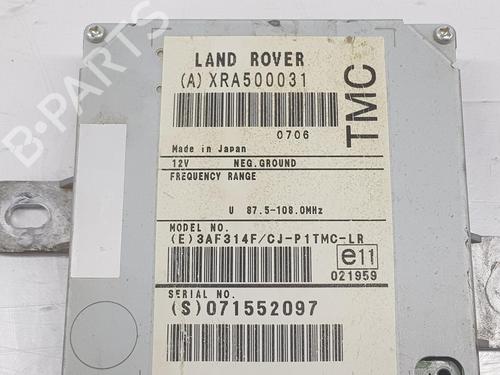 LAND ROVER
(A) XRA500031
TMC
0706
Made in Japan
12V NEG.GROUND
FREQUENCY RANGE
U 87.5-108.0MHz
MODEL NO.
(E)3AF314F/CJ-P1TMC-LR
e11
021959
SERIAL NO.
(S)071552097
B-PARTS